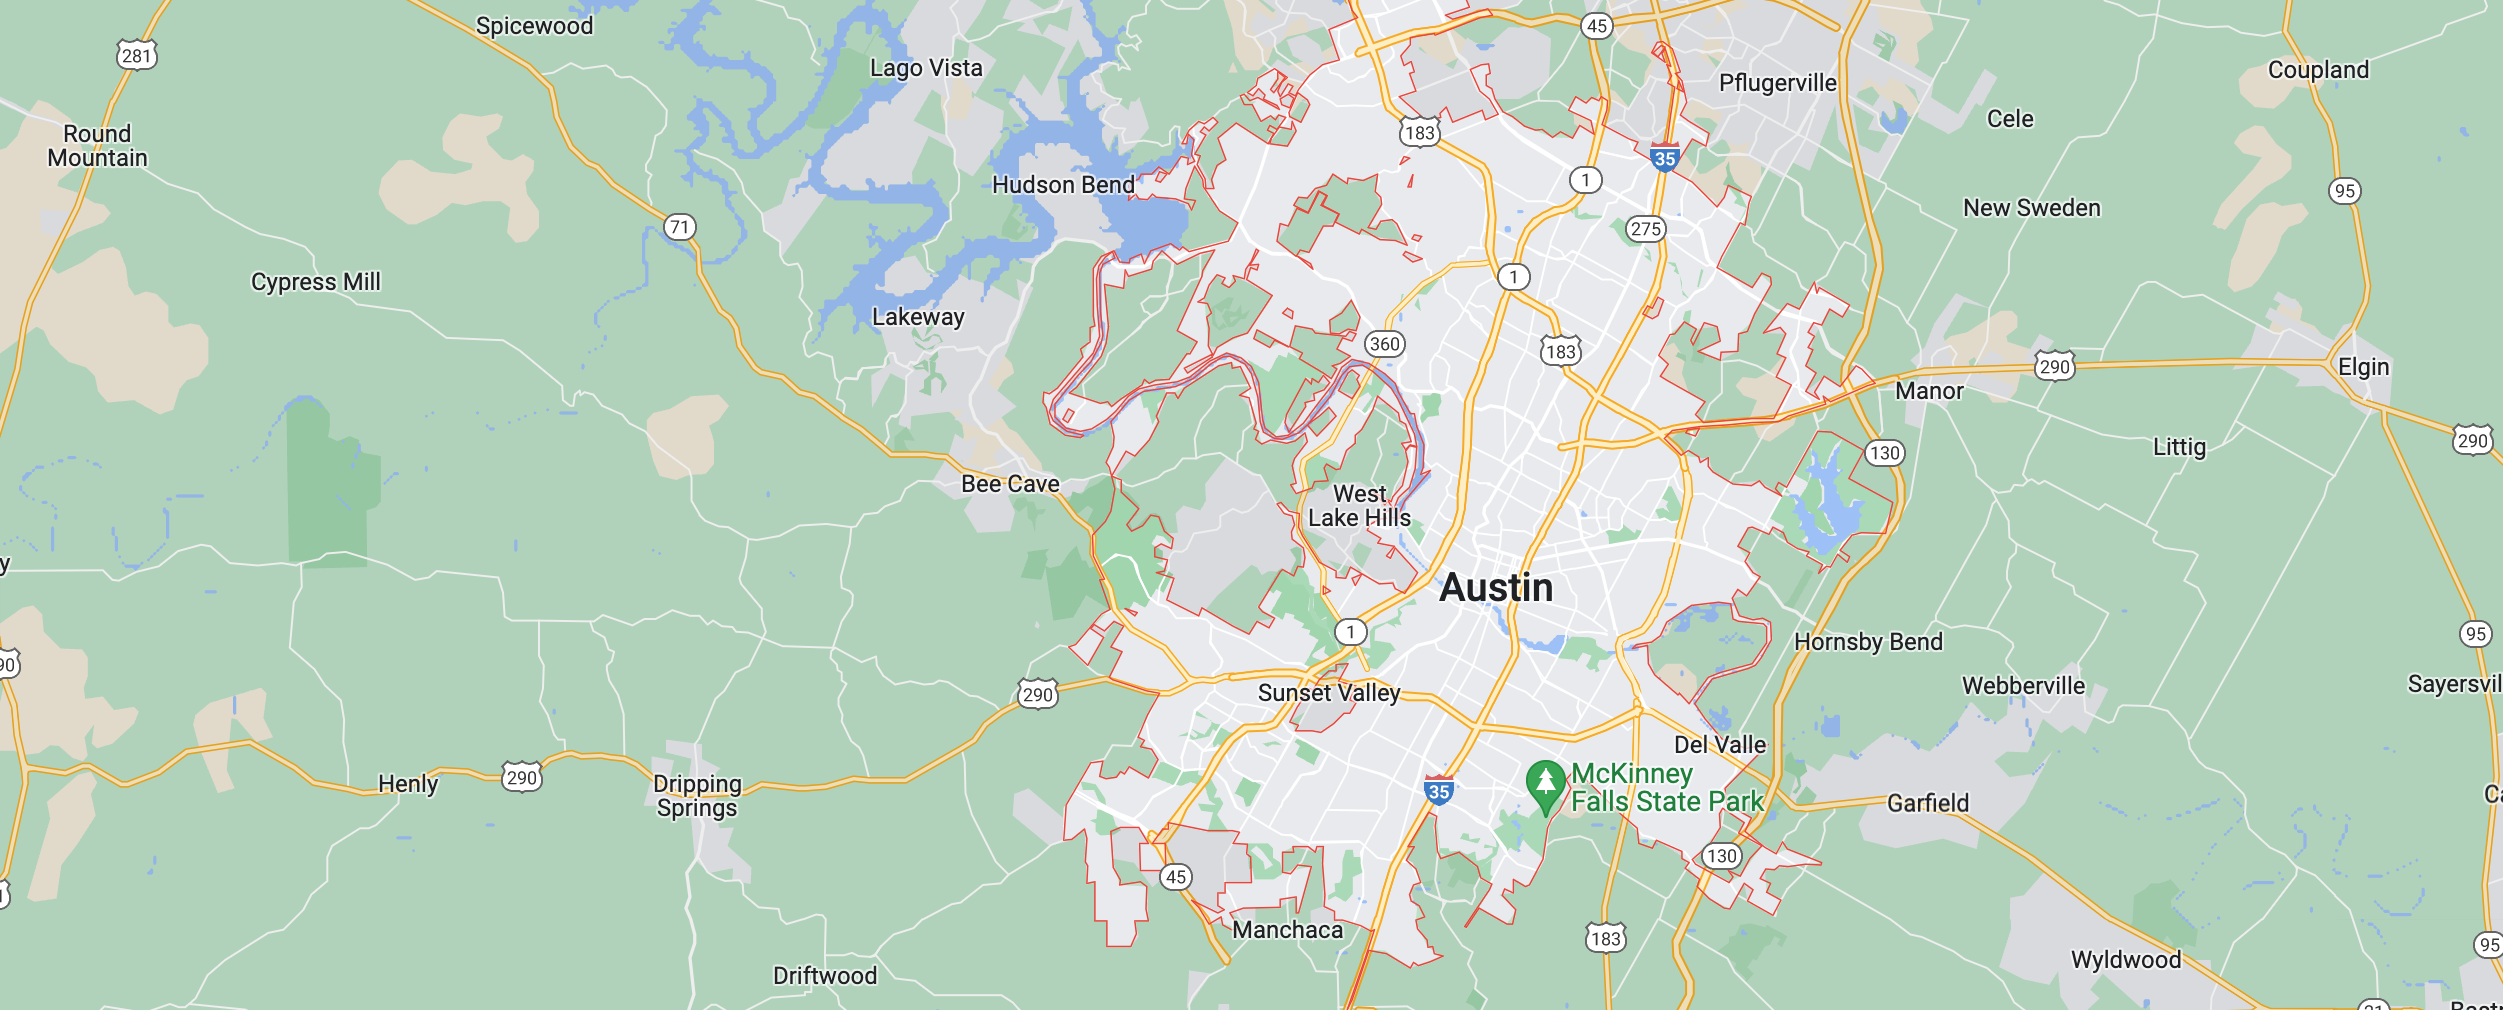 Spicewood
45
281
Lago Vista
Coupland
Pflugerville
Cele
Round
Mountain
183
35
1
Hudson Bend
95
New Sweden
71
275
Cypress Mill
1
Lakeway
360
183
290
Elgin
Manor
290
Littig
130
Bee Cave
West
Lake Hills
y
Austin
1
95
Hornsby Bend
90
290
Sunset Valley
Webberville
Sayersvil
Del Valle
McKinney
Falls State Park
Henly
290
Dripping
Springs
35
Garfield
Ca
130
45
Manchaca
183
95
Wyldwood
Driftwood